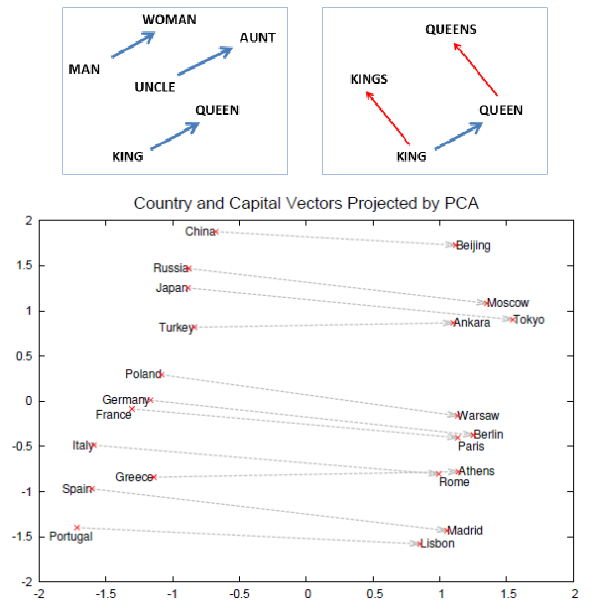 WOMAN
AUNT
MAN
UNCLE
QUEEN
KING
QUEENS
KINGS
QUEEN
KING
Country and Capital Vectors Projected by PCA
2
China
Beijing
1.5
Russia
Japan
Moscow
1
Tokyo
Turkey
Ankara
0.5
Poland
Germany
0
France
Warsaw
Berlin
Paris
-0.5
Italy
Greece
Athens
Rome
Spain
-1
Madrid
Portugal
-1.5
Lisbon
-2
-2 -1.5 -1 -0.5 0 0.5 1 1.5 2